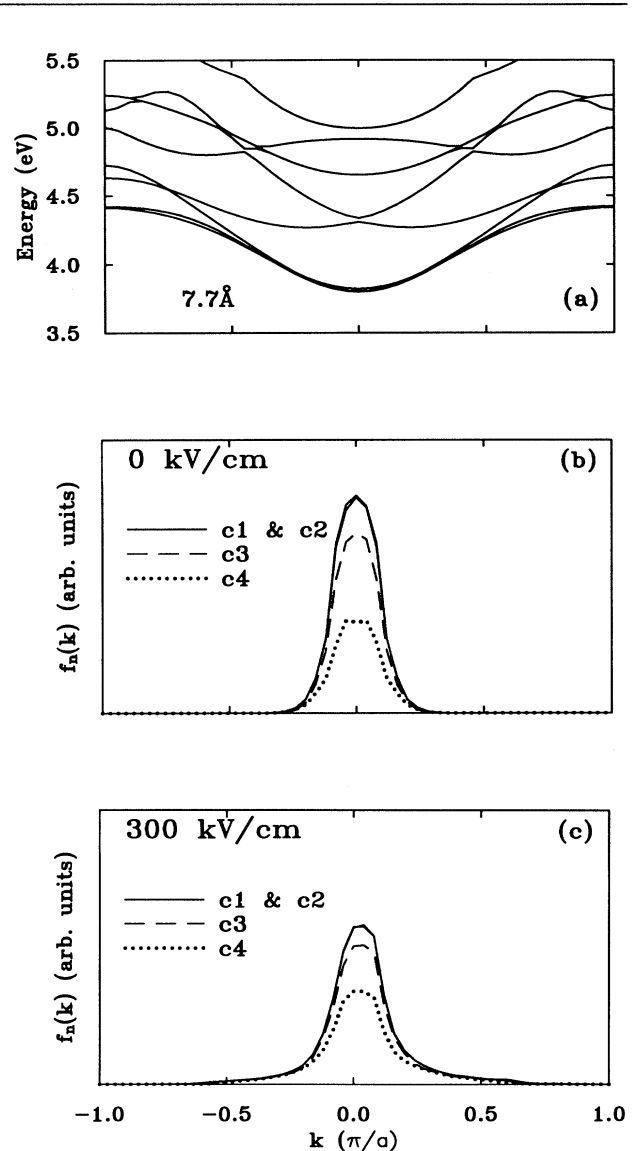 5.5
5.0
4.5
4.0
3.5
Energy (eV)
7.7Å
(a)
0 kV/cm
(b)
c1 & c2
c3
c4
fn(k) (arb. units)
300 kV/cm
(c)
c1 & c2
c3
c4
fn(k) (arb. units)
−1.0 −0.5 0.0 0.5 1.0
k (π/a)